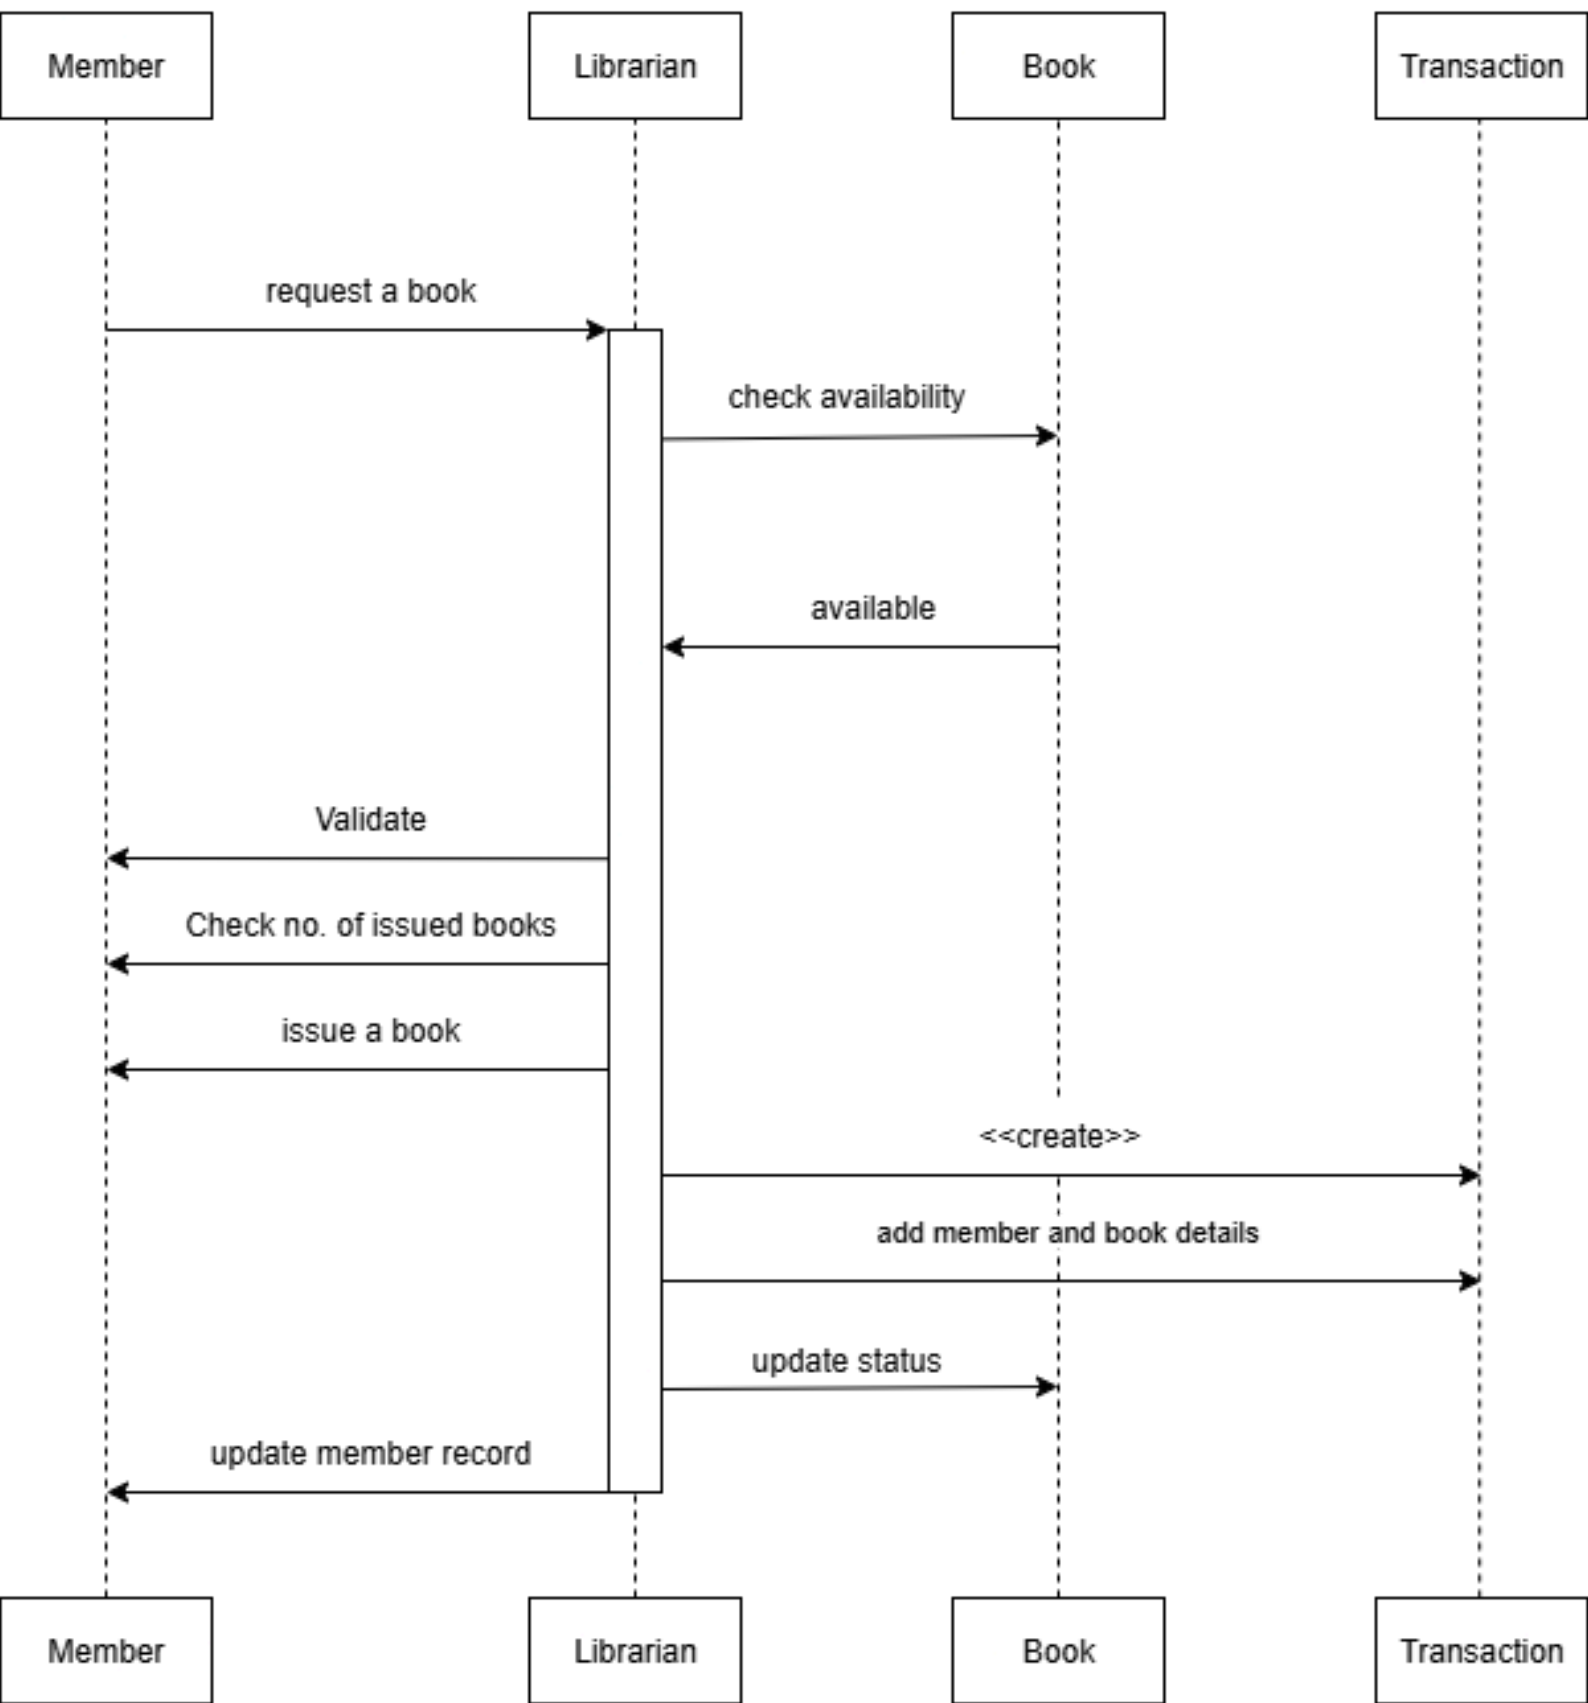 Member
Librarian
Book
Transaction
request a book
check availability
available
Validate
Check no. of issued books
issue a book
<<create>>
add member and book details
update status
update member record
Member
Librarian
Book
Transaction